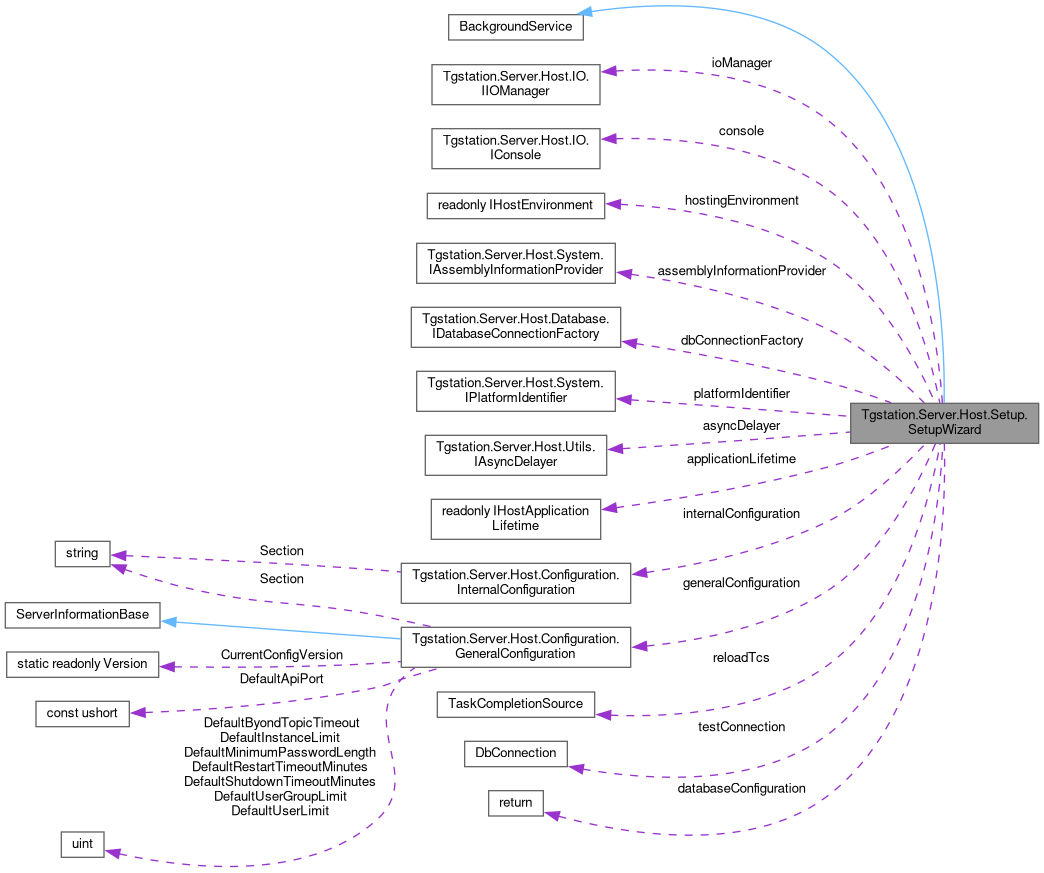 BackgroundService
ioManager
Tgstation.Server.Host.IO.
IIOManager
console
Tgstation.Server.Host.IO.
IConsole
hostingEnvironment
readonly IHostEnvironment
Tgstation.Server.Host.System.
IAssemblyInformationProvider
assemblyInformationProvider
Tgstation.Server.Host.Database.
IDatabaseConnectionFactory
dbConnectionFactory
Tgstation.Server.Host.System.
IPlatformIdentifier
platformIdentifier
Tgstation.Server.Host.Setup.
SetupWizard
asyncDelayer
Tgstation.Server.Host.Utils.
IAsyncDelayer
applicationLifetime
readonly IHostApplication
Lifetime
internalConfiguration
string
Section
Section
Tgstation.Server.Host.Configuration.
InternalConfiguration
generalConfiguration
ServerInformationBase
Tgstation.Server.Host.Configuration.
GeneralConfiguration
static readonly Version
CurrentConfigVersion
reloadTcs
DefaultApiPort
const ushort
TaskCompletionSource
DefaultByondTopicTimeout
DefaultInstanceLimit
DefaultMinimumPasswordLength
DefaultRestartTimeoutMinutes
DefaultShutdownTimeoutMinutes
DefaultUserGroupLimit
DefaultUserLimit
testConnection
DbConnection
databaseConfiguration
return
uint